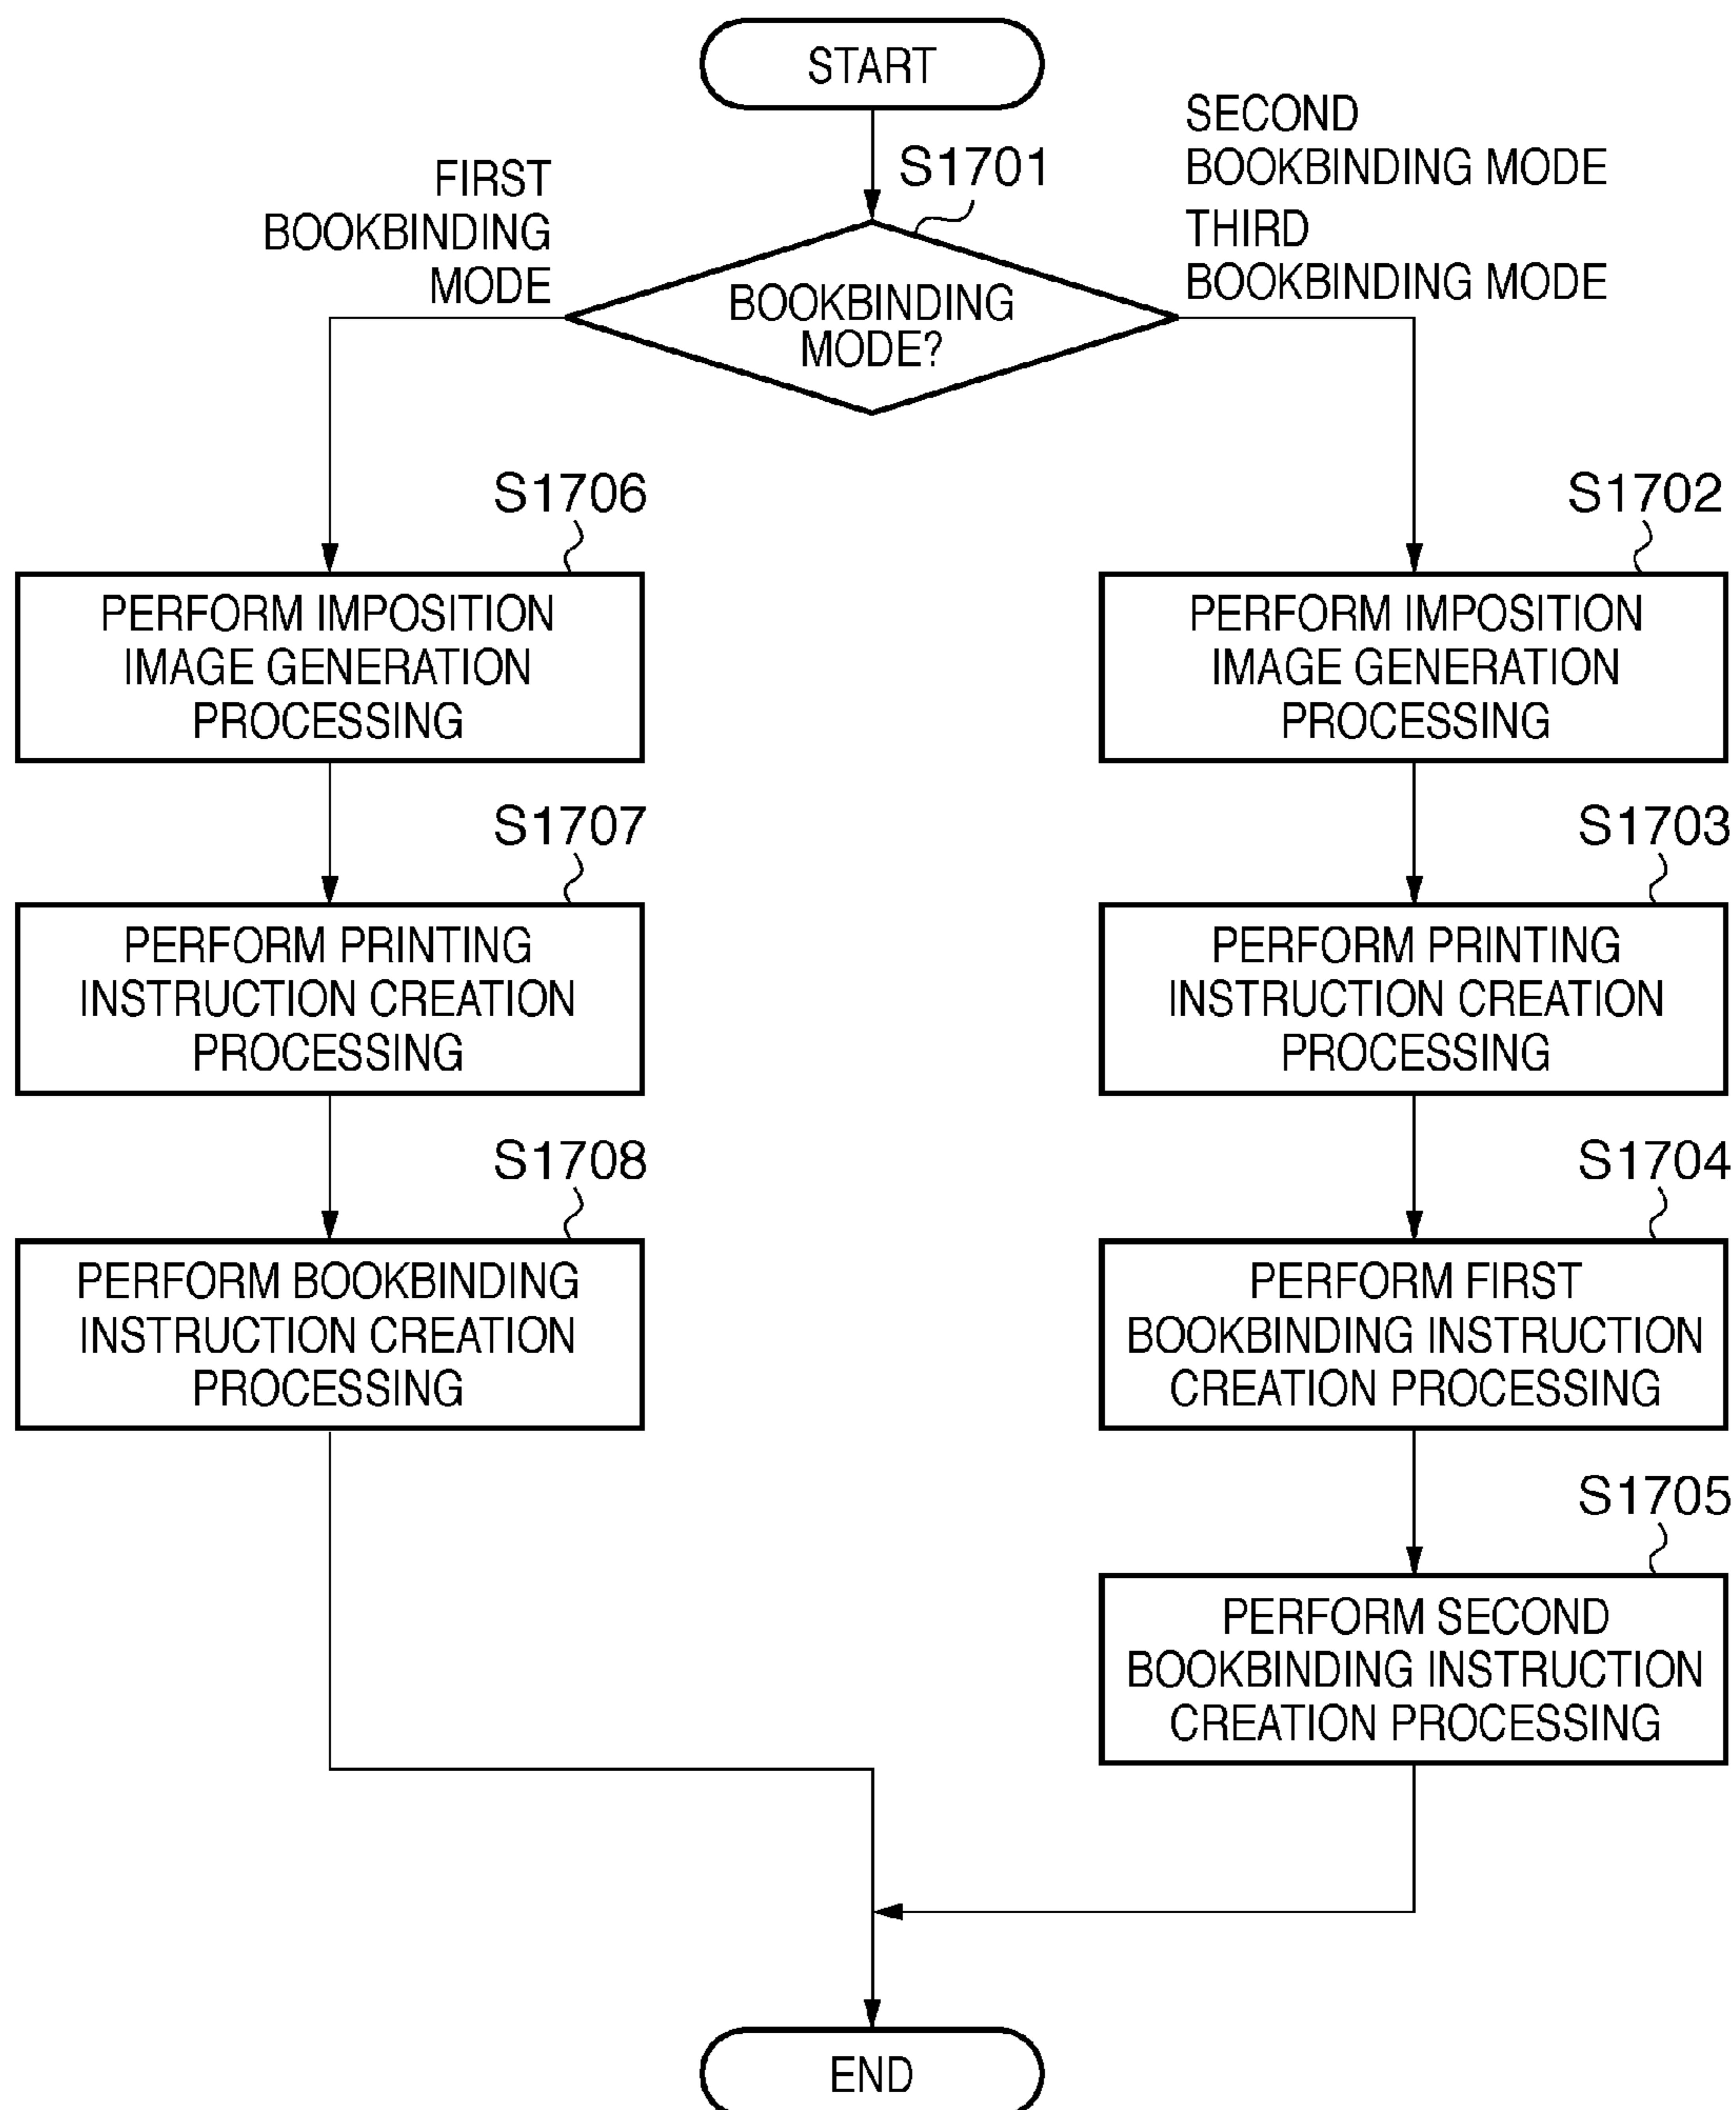 START
S1701
FIRST
BOOKBINDING
MODE
SECOND
BOOKBINDING MODE
THIRD
BOOKBINDING MODE
BOOKBINDING
MODE?
S1706
PERFORM IMPOSITION
IMAGE GENERATION
PROCESSING
S1707
PERFORM PRINTING
INSTRUCTION CREATION
PROCESSING
S1708
PERFORM BOOKBINDING
INSTRUCTION CREATION
PROCESSING
S1702
PERFORM IMPOSITION
IMAGE GENERATION
PROCESSING
S1703
PERFORM PRINTING
INSTRUCTION CREATION
PROCESSING
S1704
PERFORM FIRST
BOOKBINDING INSTRUCTION
CREATION PROCESSING
S1705
PERFORM SECOND
BOOKBINDING INSTRUCTION
CREATION PROCESSING
END